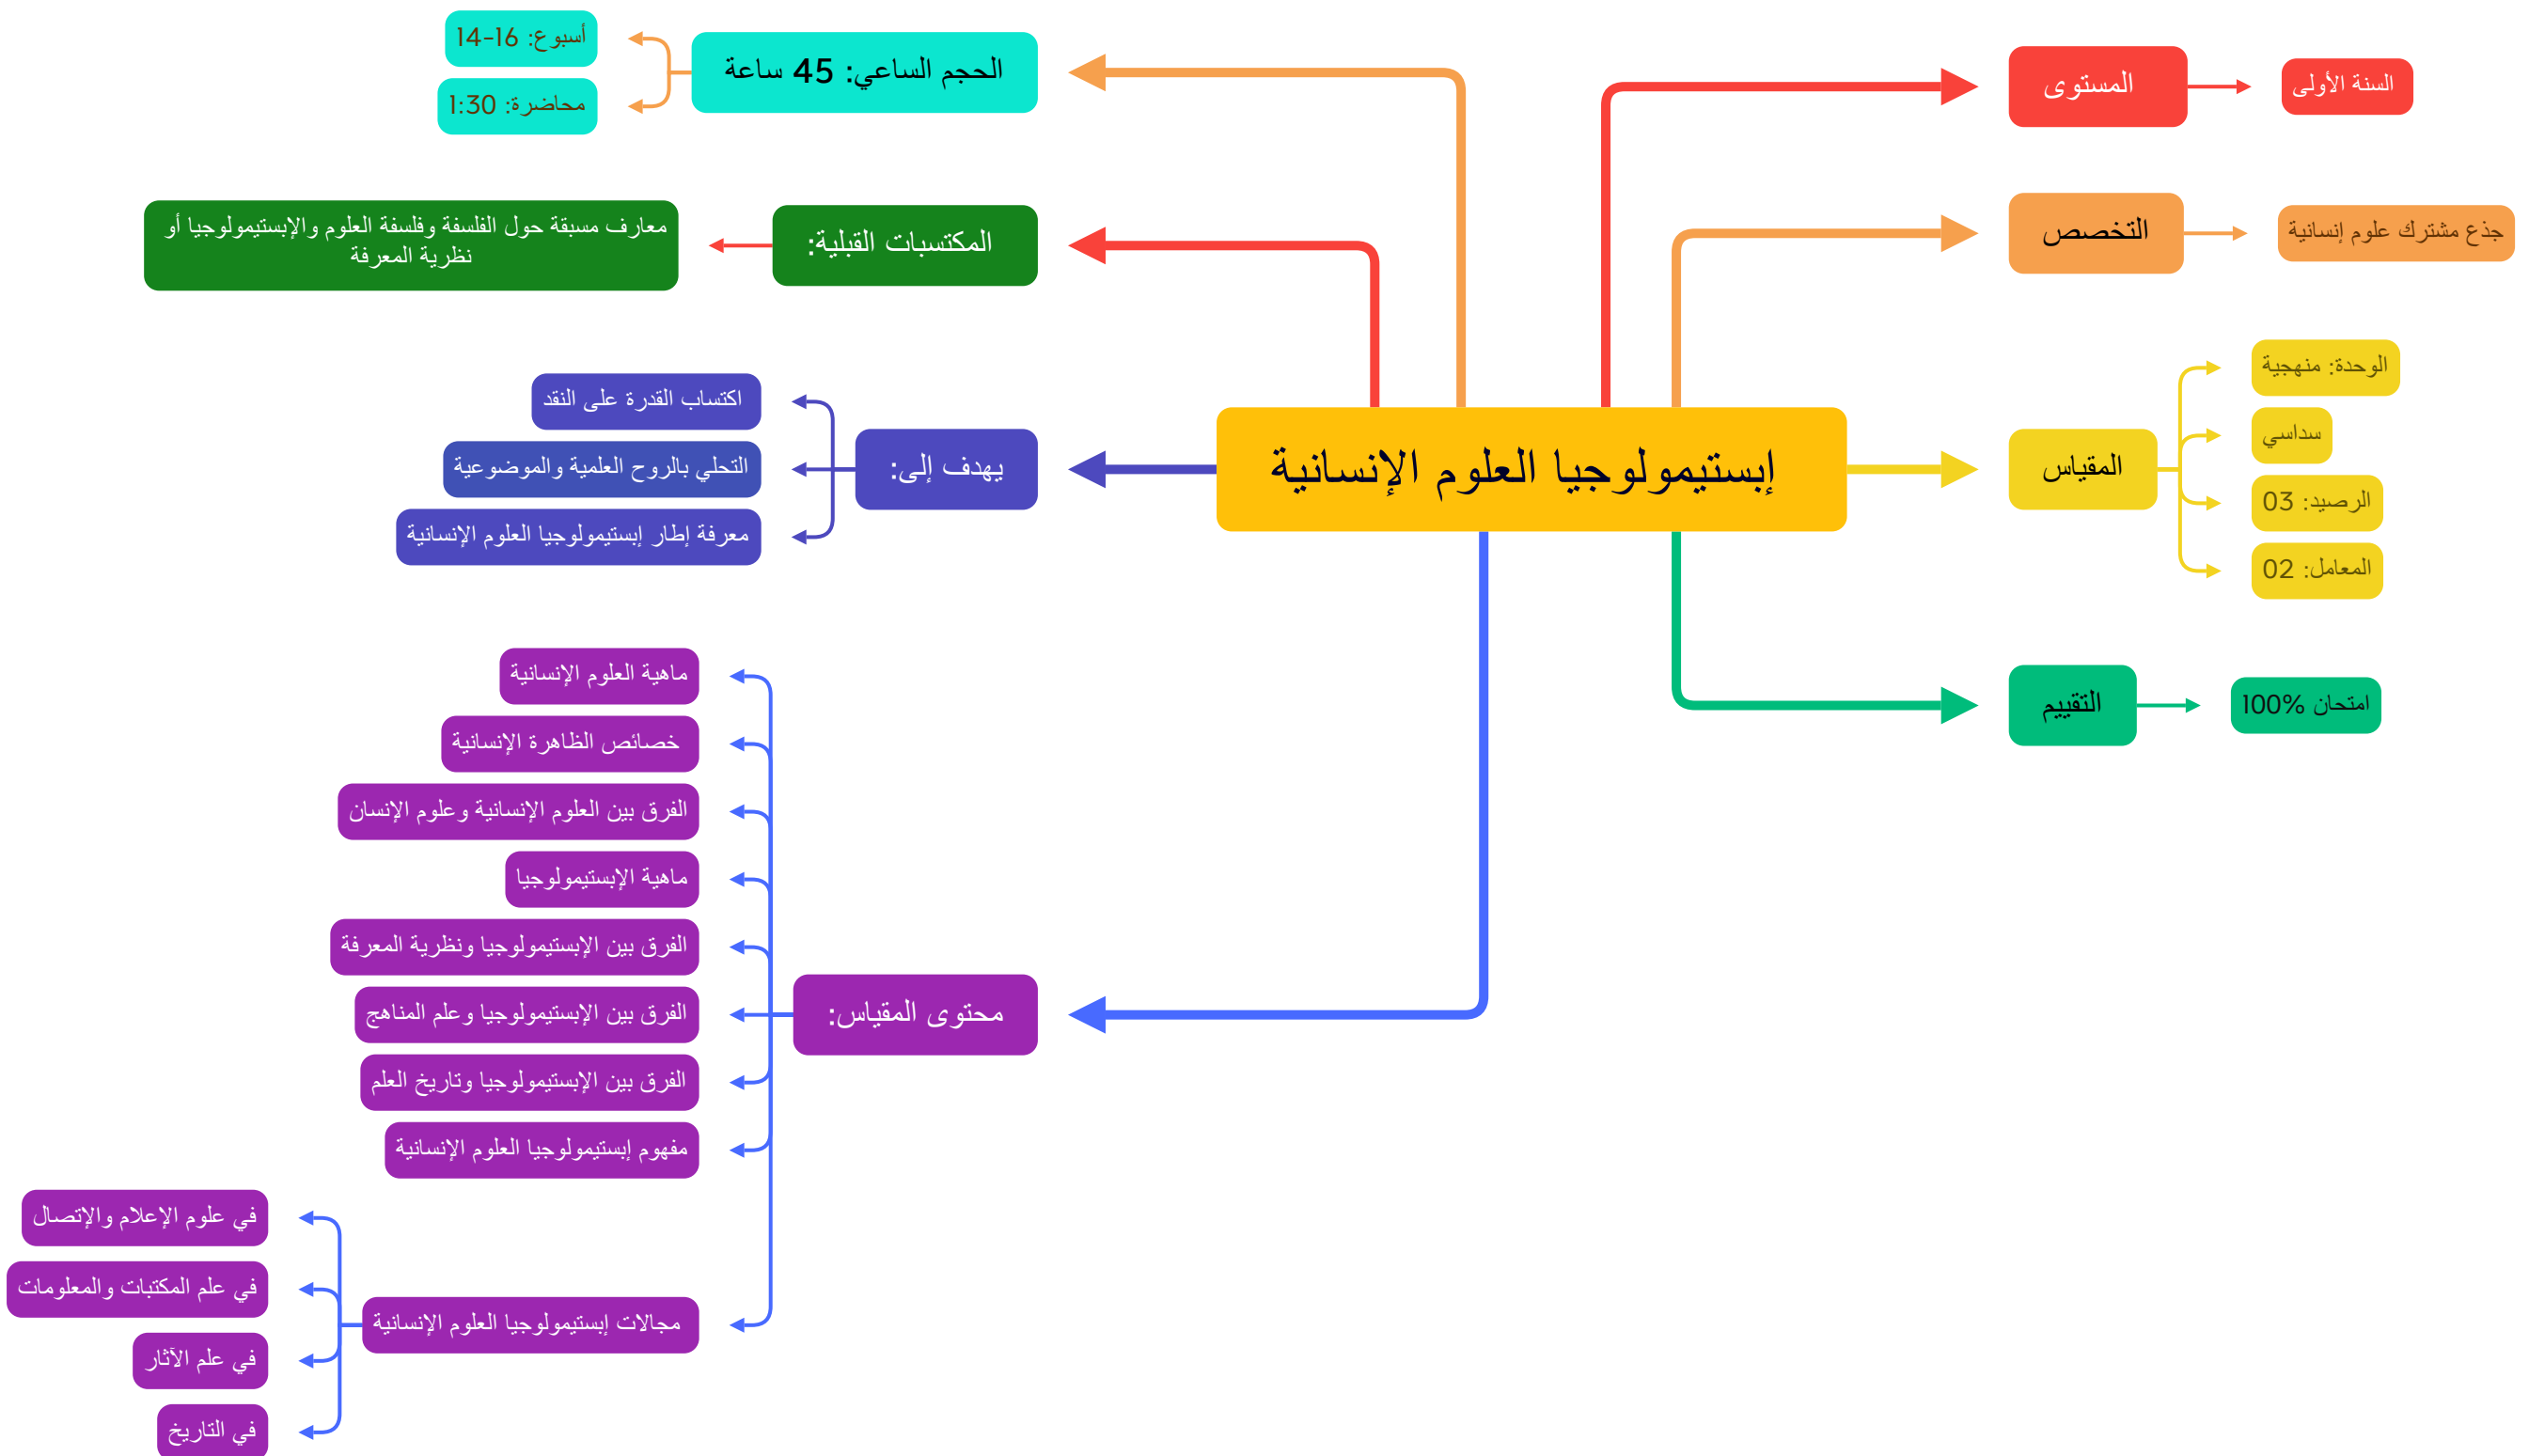 إبستيمولوجيا العلوم الإنسانية
المستوى
السنة الأولى
التخصص
جذع مشترك علوم إنسانية
المقياس
الوحدة: منهجية
سداسي
الرصيد: 03
المعامل: 02
التقييم
امتحان %100
الحجم الساعي: 45 ساعة
أسبوع: 16-14
محاضرة: 1:30
المكتسبات القبلية:
معارف مسبقة حول الفلسفة وفلسفة العلوم والإبستيمولوجيا أو
نظرية المعرفة
يهدف إلى:
اكتساب القدرة على النقد
التحلي بالروح العلمية والموضوعية
معرفة إطار إبستيمولوجيا العلوم الإنسانية
محتوى المقياس:
ماهية العلوم الإنسانية
خصائص الظاهرة الإنسانية
الفرق بين العلوم الإنسانية وعلوم الإنسان
ماهية الإبستيمولوجيا
الفرق بين الإبستيمولوجيا ونظرية المعرفة
الفرق بين الإبستيمولوجيا وعلم المناهج
الفرق بين الإبستيمولوجيا وتاريخ العلم
مفهوم إبستيمولوجيا العلوم الإنسانية
مجالات إبستيمولوجيا العلوم الإنسانية
في علوم الإعلام والإتصال
في علم المكتبات والمعلومات
في علم الآثار
في التاريخ